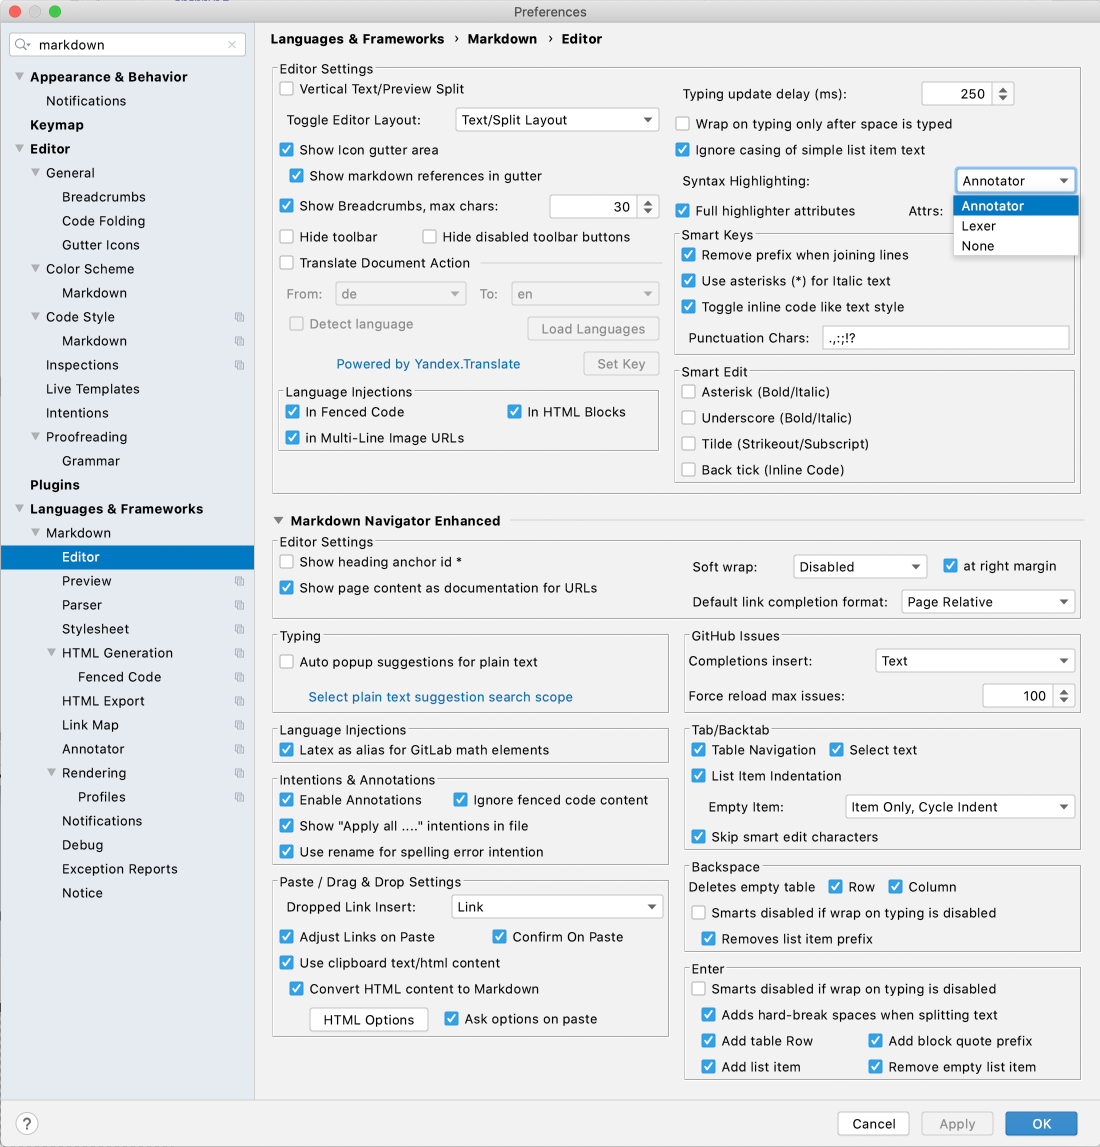 Preferences
markdown
Appearance & Behavior
Notifications
Keymap
Editor
General
Breadcrumbs
Code Folding
Gutter Icons
Color Scheme
Markdown
Code Style
Markdown
Inspections
Live Templates
Intentions
Proofreading
Grammar
Plugins
Languages & Frameworks
Markdown
Editor
Preview
Parser
Stylesheet
HTML Generation
Fenced Code
HTML Export
Link Map
Annotator
Rendering
Profiles
Notifications
Debug
Exception Reports
Notice
Languages & Frameworks › Markdown › Editor
Editor Settings
Vertical Text/Preview Split
Toggle Editor Layout: Text/Split Layout
Show Icon gutter area
Show markdown references in gutter
Show Breadcrumbs, max chars: 30
Hide toolbar Hide disabled toolbar buttons
Translate Document Action
From: de To: en
Detect language Load Languages
Powered by Yandex.Translate Set Key
Language Injections
In Fenced Code In HTML Blocks
in Multi-Line Image URLs
Typing update delay (ms): 250
Wrap on typing only after space is typed
Ignore casing of simple list item text
Syntax Highlighting: Annotator
Annotator
Lexer
None
Full highlighter attributes Attrs:
Smart Keys
Remove prefix when joining lines
Use asterisks (*) for Italic text
Toggle inline code like text style
Punctuation Chars: .,:;!?
Smart Edit
Asterisk (Bold/Italic)
Underscore (Bold/Italic)
Tilde (Strikeout/Subscript)
Back tick (Inline Code)
Markdown Navigator Enhanced
Editor Settings
Show heading anchor id *
Show page content as documentation for URLs
Soft wrap: Disabled at right margin
Default link completion format: Page Relative
Typing
Auto popup suggestions for plain text
Select plain text suggestion search scope
Language Injections
Latex as alias for GitLab math elements
Intentions & Annotations
Enable Annotations Ignore fenced code content
Show "Apply all ...." intentions in file
Use rename for spelling error intention
Paste / Drag & Drop Settings
Dropped Link Insert: Link
Adjust Links on Paste Confirm On Paste
Use clipboard text/html content
Convert HTML content to Markdown
HTML Options Ask options on paste
GitHub Issues
Completions insert: Text
Force reload max issues: 100
Tab/Backtab
Table Navigation Select text
List Item Indentation
Empty Item: Item Only, Cycle Indent
Skip smart edit characters
Backspace
Deletes empty table Row Column
Smarts disabled if wrap on typing is disabled
Removes list item prefix
Enter
Smarts disabled if wrap on typing is disabled
Adds hard-break spaces when splitting text
Add table Row Add block quote prefix
Add list item Remove empty list item
? Cancel Apply OK